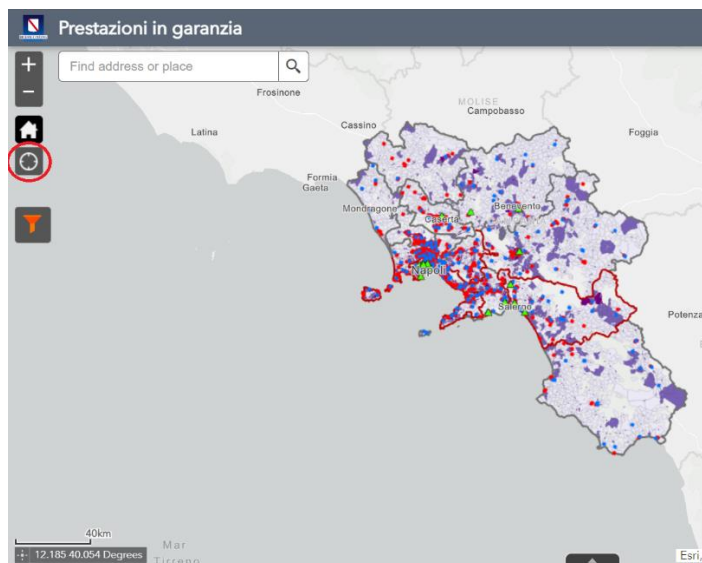 Prestazioni in garanzia
+
Find address or place
−
Frosinone
MOLISE
Campobasso
Latina
Cassino
Foggia
Formia
Gaeta
Mondragone
Caserta
Benevento
Napoli
Salerno
Potenza
40km
Mar
Tirreno
12.185 40.054 Degrees
Esri,